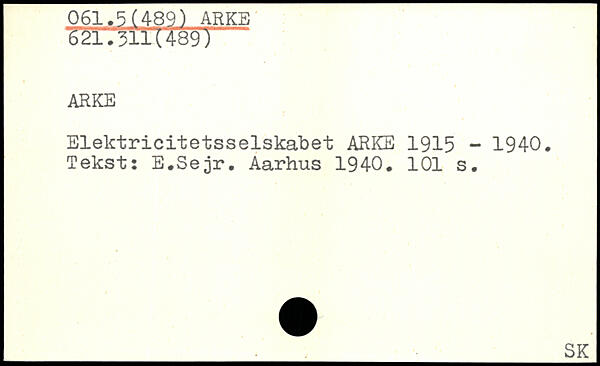 061.5(489) ARKE
621.311(489)
ARKE
Elektricitetsselskabet ARKE 1915 - 1940.
Tekst: E.Sejr. Aarhus 1940. 101 s.
SK